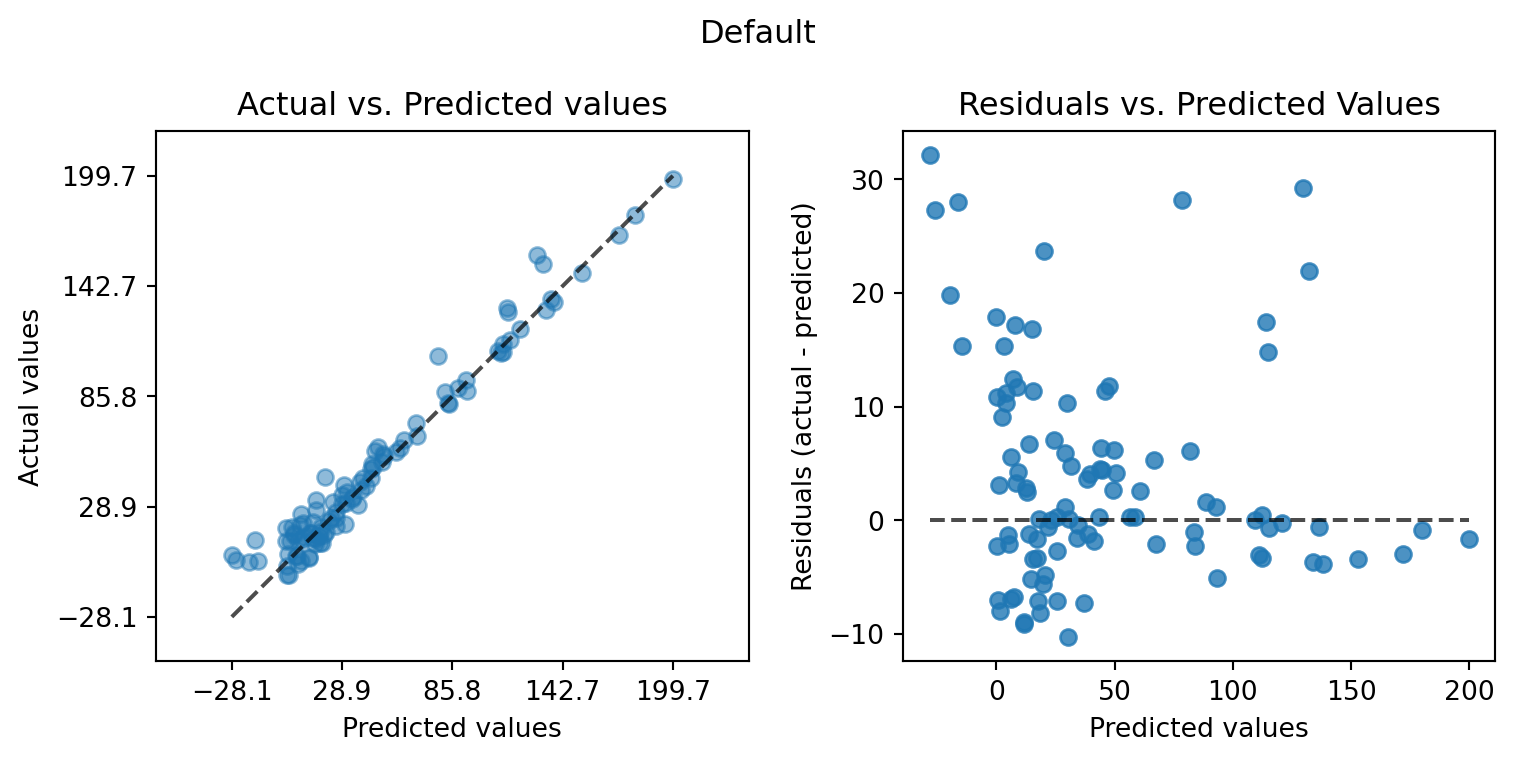 Default
Actual vs. Predicted values
Actual values
199.7
142.7
85.8
28.9
−28.1
−28.1 28.9 85.8 142.7 199.7
Predicted values
Residuals vs. Predicted Values
Residuals (actual - predicted)
30
20
10
0
−10
0 50 100 150 200
Predicted values